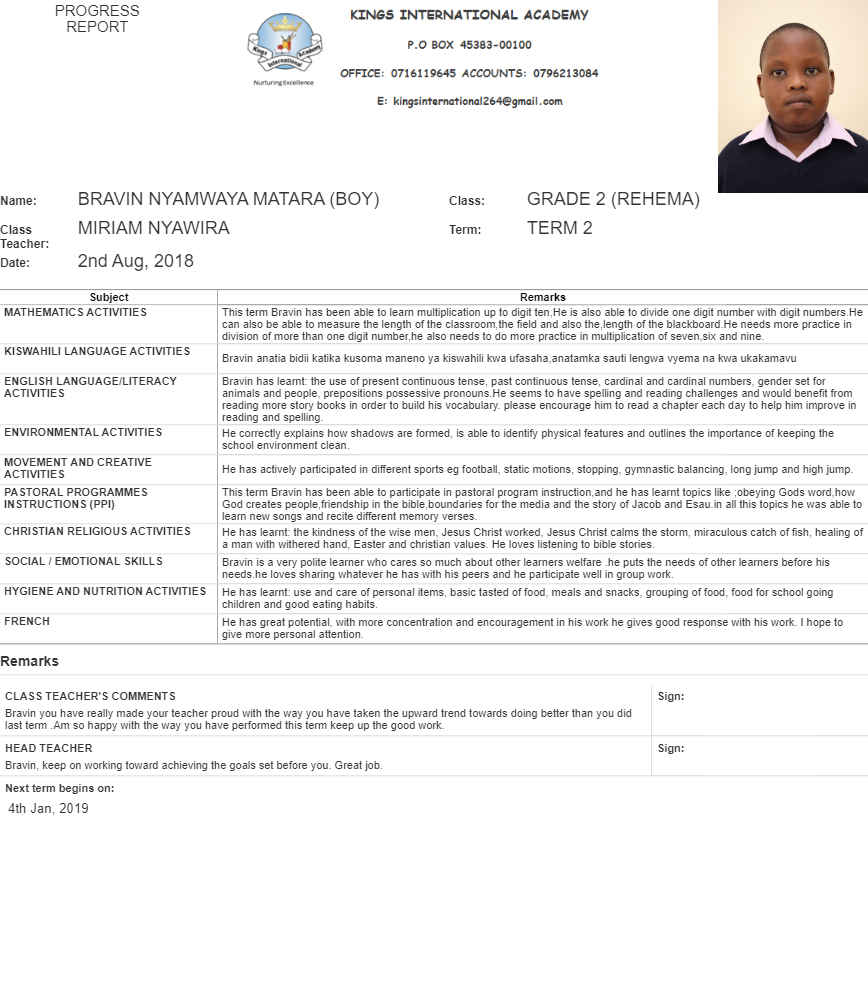 PROGRESS
REPORT
KINGS INTERNATIONAL ACADEMY
P.O BOX 45383-00100
OFFICE: 0716119645 ACCOUNTS: 0796213084
E: kingsinternational264@gmail.com
Kings International Academy
Nurturing Excellence
Name: BRAVIN NYAMWAYA MATARA (BOY) Class: GRADE 2 (REHEMA)
Class Teacher: MIRIAM NYAWIRA Term: TERM 2
Date: 2nd Aug, 2018
Subject Remarks
MATHEMATICS ACTIVITIES
This term Bravin has been able to learn multiplication up to digit ten,He is also able to divide one digit number with digit numbers.He
can also be able to measure the length of the classroom,the field and also the,length of the blackboard.He needs more practice in
division of more than one digit number,he also needs to do more practice in multiplication of seven,six and nine.
KISWAHILI LANGUAGE ACTIVITIES
Bravin anatia bidii katika kusoma maneno ya kiswahili kwa ufasaha,anatamka sauti lengwa vyema na kwa ukakamavu
ENGLISH LANGUAGE/LITERACY
ACTIVITIES
Bravin has learnt: the use of present continuous tense, past continuous tense, cardinal and cardinal numbers, gender set for
animals and people, prepositions possessive pronouns.He seems to have spelling and reading challenges and would benefit from
reading more story books in order to build his vocabulary. please encourage him to read a chapter each day to help him improve in
reading and spelling.
ENVIRONMENTAL ACTIVITIES
He correctly explains how shadows are formed, is able to identify physical features and outlines the importance of keeping the
school environment clean.
MOVEMENT AND CREATIVE
ACTIVITIES
He has actively participated in different sports eg football, static motions, stopping, gymnastic balancing, long jump and high jump.
PASTORAL PROGRAMMES
INSTRUCTIONS (PPI)
This term Bravin has been able to participate in pastoral program instruction,and he has learnt topics like ;obeying Gods word,how
God creates people,friendship in the bible,boundaries for the media and the story of Jacob and Esau.in all this topics he was able to
learn new songs and recite different memory verses.
CHRISTIAN RELIGIOUS ACTIVITIES
He has learnt: the kindness of the wise men, Jesus Christ worked, Jesus Christ calms the storm, miraculous catch of fish, healing of
a man with withered hand, Easter and christian values. He loves listening to bible stories.
SOCIAL / EMOTIONAL SKILLS
Bravin is a very polite learner who cares so much about other learners welfare .he puts the needs of other learners before his
needs.he loves sharing whatever he has with his peers and he participate well in group work.
HYGIENE AND NUTRITION ACTIVITIES
He has learnt: use and care of personal items, basic tasted of food, meals and snacks, grouping of food, food for school going
children and good eating habits.
FRENCH
He has great potential, with more concentration and encouragement in his work he gives good response with his work. I hope to
give more personal attention.
Remarks
CLASS TEACHER'S COMMENTS
Bravin you have really made your teacher proud with the way you have taken the upward trend towards doing better than you did
last term .Am so happy with the way you have performed this term keep up the good work.
Sign:
HEAD TEACHER
Bravin, keep on working toward achieving the goals set before you. Great job.
Sign:
Next term begins on:
4th Jan, 2019